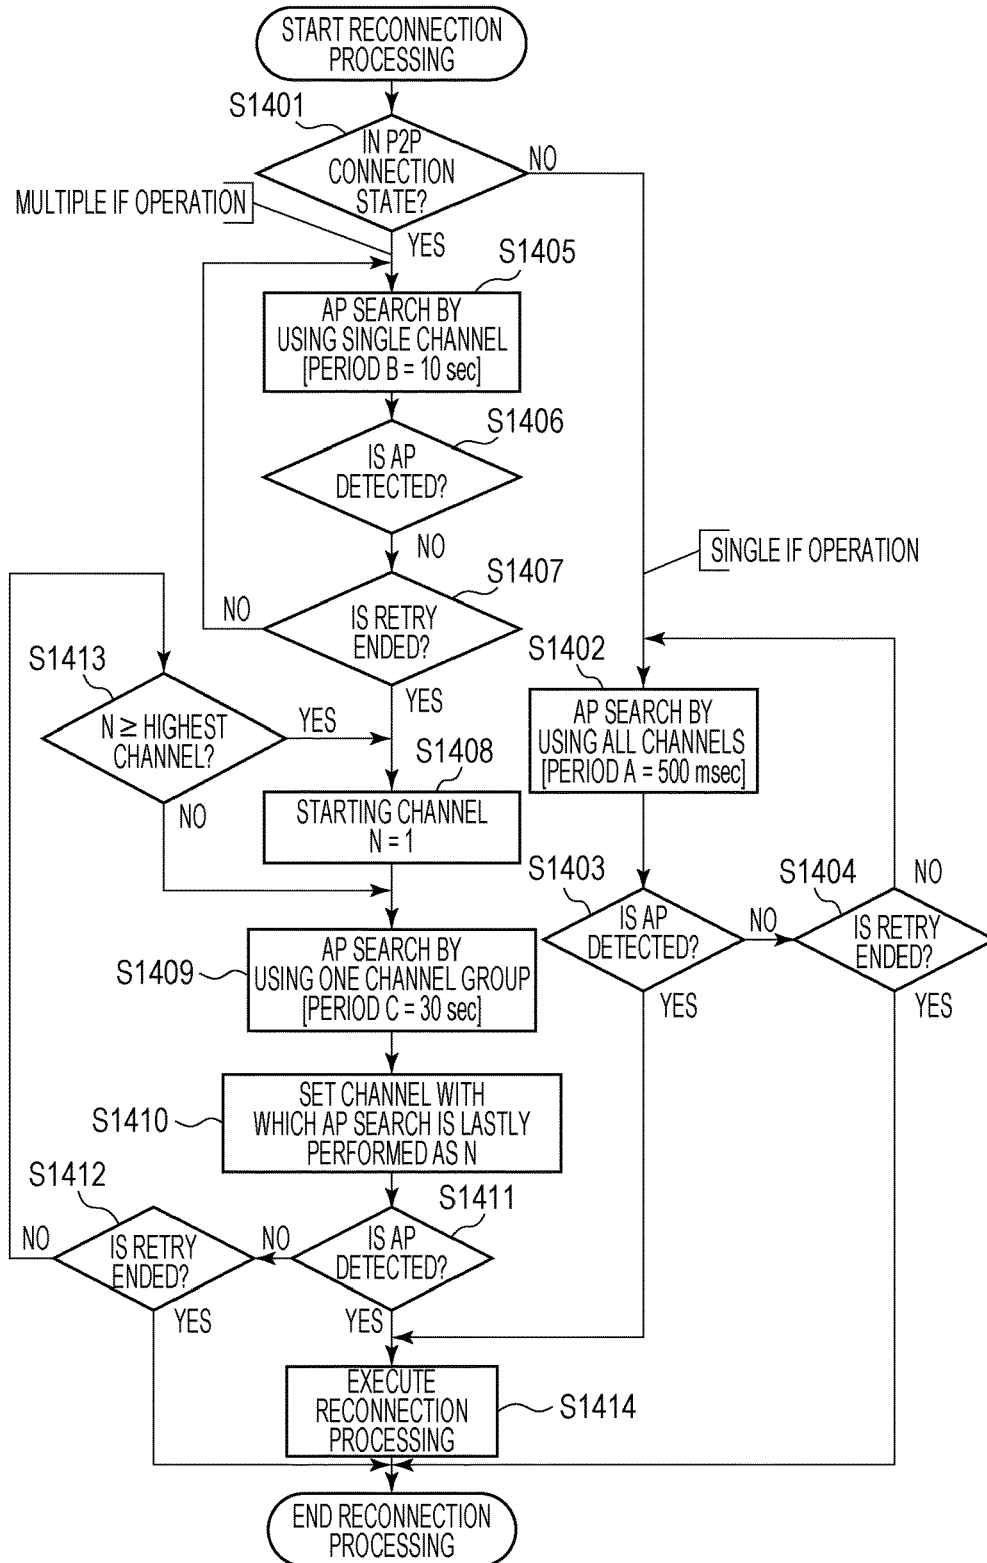 START RECONNECTION
PROCESSING
S1401
IN P2P
CONNECTION
STATE?
NO
MULTIPLE IF OPERATION
YES
S1405
AP SEARCH BY
USING SINGLE CHANNEL
[PERIOD B = 10 sec]
S1406
IS AP
DETECTED?
NO
SINGLE IF OPERATION
S1407
IS RETRY
ENDED?
NO
YES
S1413
N ≥ HIGHEST
CHANNEL?
YES
NO
S1402
AP SEARCH BY
USING ALL CHANNELS
[PERIOD A = 500 msec]
S1408
STARTING CHANNEL
N = 1
S1403
IS AP
DETECTED?
NO
YES
S1404
IS RETRY
ENDED?
NO
YES
S1409
AP SEARCH BY
USING ONE CHANNEL GROUP
[PERIOD C = 30 sec]
S1410
SET CHANNEL WITH
WHICH AP SEARCH IS LASTLY
PERFORMED AS N
S1412
IS RETRY
ENDED?
NO
YES
S1411
IS AP
DETECTED?
NO
YES
EXECUTE
RECONNECTION
PROCESSING
S1414
END RECONNECTION
PROCESSING